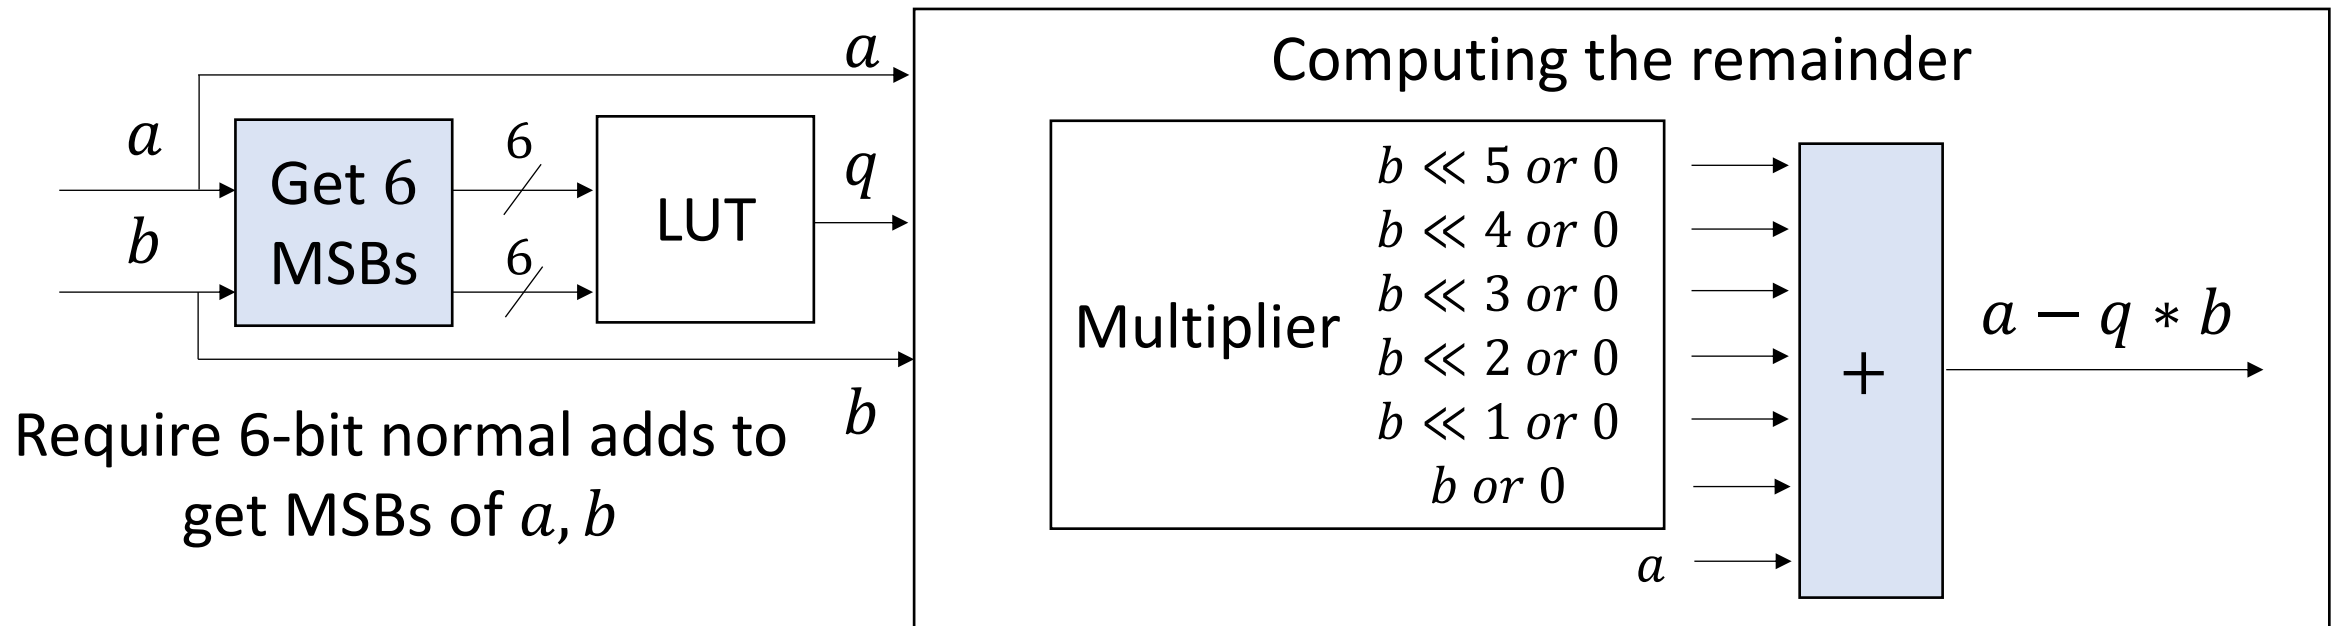 a
Computing the remainder
a
Get 6
MSBs
6
LUT
q
b
6
b
Require 6-bit normal adds to
get MSBs of a, b
Multiplier
b ≪ 5 or 0
b ≪ 4 or 0
b ≪ 3 or 0
b ≪ 2 or 0
b ≪ 1 or 0
b or 0
a
+
a − q ∗ b